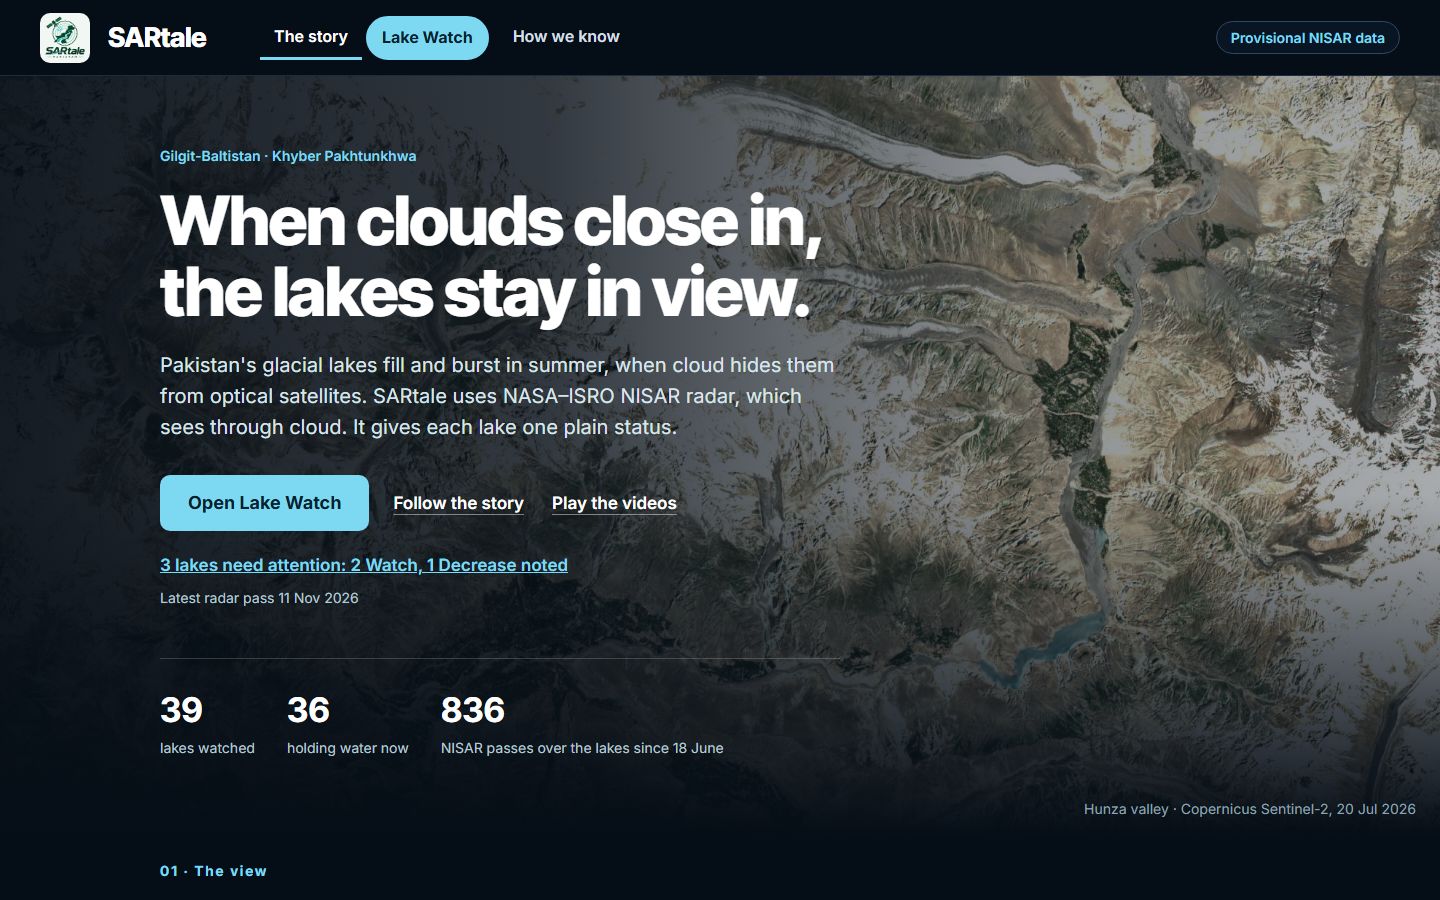 SARtale
SARtale
The story
Lake Watch
How we know
Provisional NISAR data
Gilgit-Baltistan · Khyber Pakhtunkhwa
When clouds close in,
the lakes stay in view.
Pakistan's glacial lakes fill and burst in summer, when cloud hides them
from optical satellites. SARtale uses NASA–ISRO NISAR radar, which
sees through cloud. It gives each lake one plain status.
Open Lake Watch
Follow the story
Play the videos
3 lakes need attention: 2 Watch, 1 Decrease noted
Latest radar pass 11 Nov 2026
39
lakes watched
36
holding water now
836
NISAR passes over the lakes since 18 June
Hunza valley · Copernicus Sentinel-2, 20 Jul 2026
01 · The view